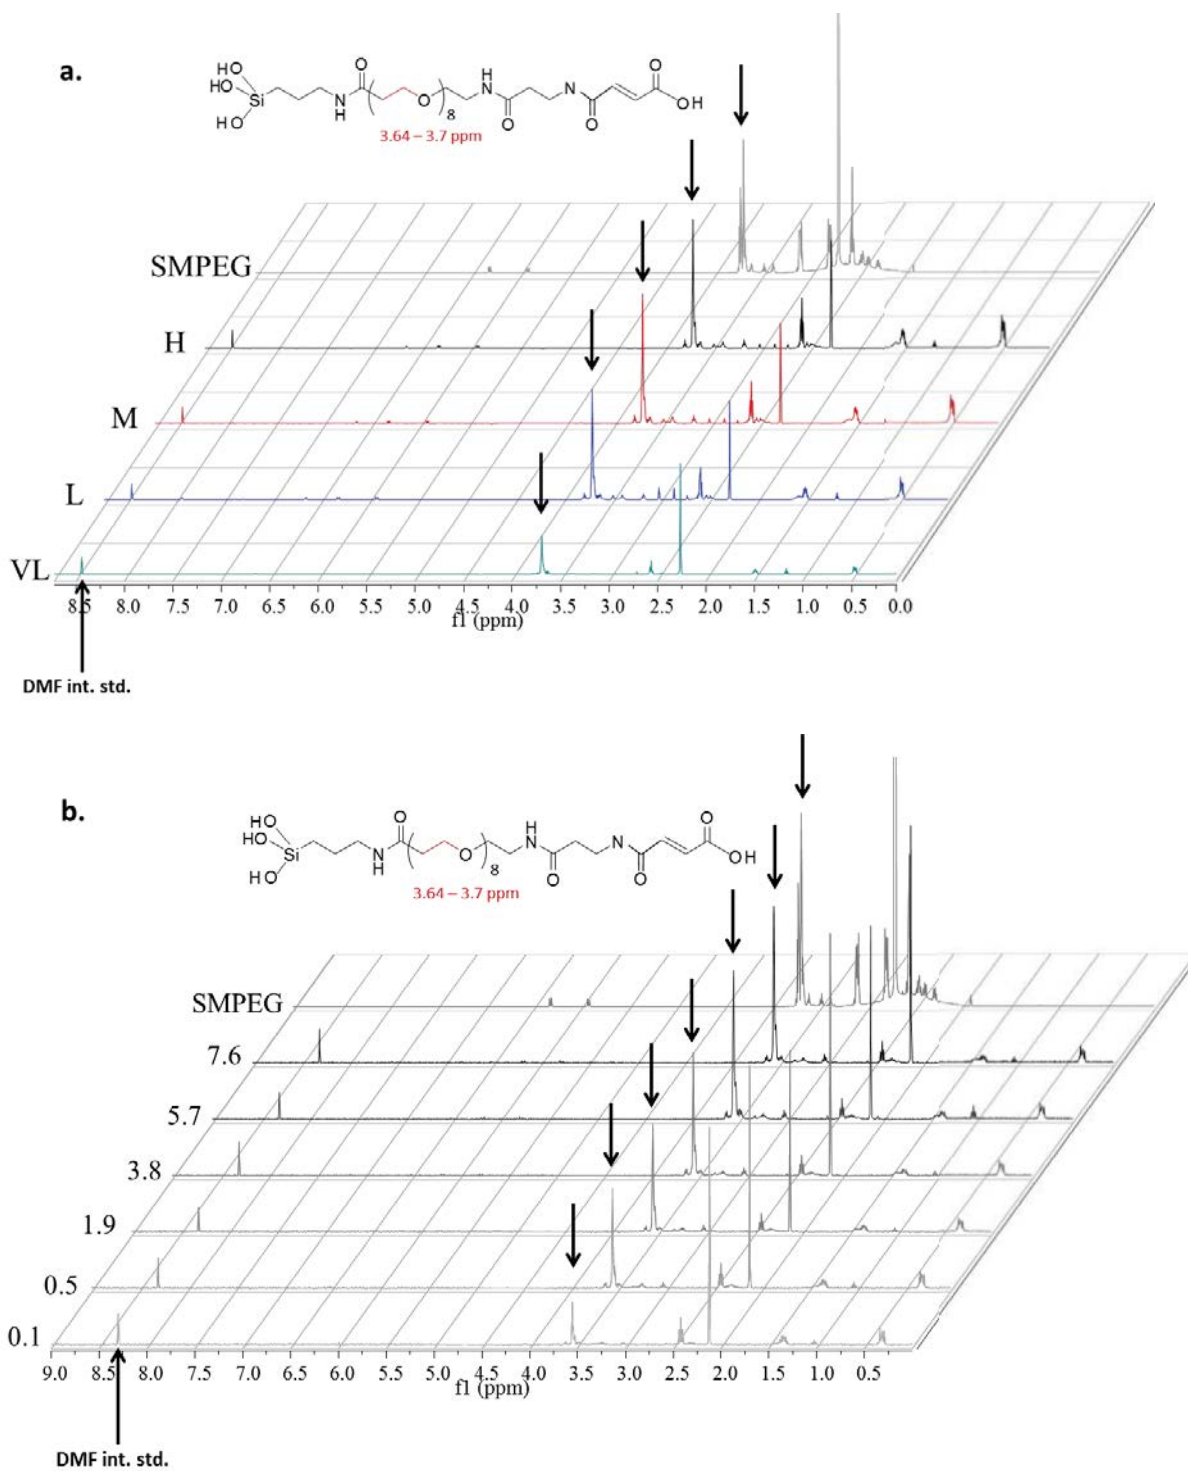 a.
HO
HO
Si
HO
N
H
O
O
8
H
N
O
N
O
O
OH
3.64 – 3.7 ppm
SMPEG
H
M
L
VL
8.5 8.0 7.5 7.0 6.5 6.0 5.5 5.0 4.5 4.0 3.5 3.0 2.5 2.0 1.5 1.0 0.5 0.0
f1 (ppm)
DMF int. std.
b.
HO
HO
Si
HO
N
H
O
O
8
H
N
O
N
O
O
OH
3.64 – 3.7 ppm
SMPEG
7.6
5.7
3.8
1.9
0.5
0.1
9.0 8.5 8.0 7.5 7.0 6.5 6.0 5.5 5.0 4.5 4.0 3.5 3.0 2.5 2.0 1.5 1.0 0.5
f1 (ppm)
DMF int. std.